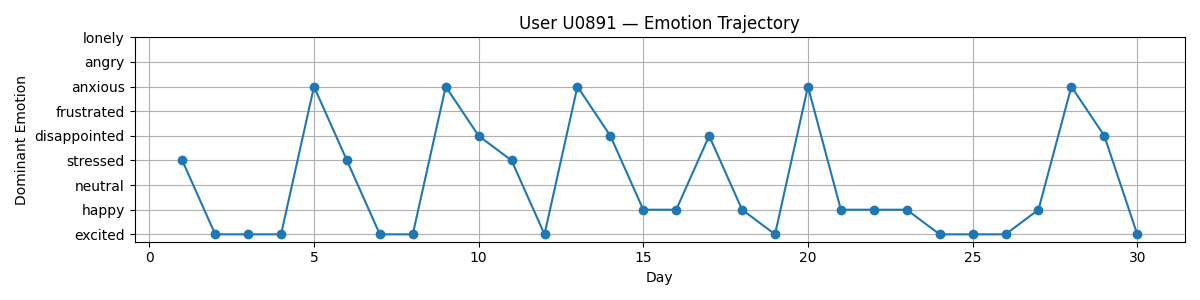 User U0891 — Emotion Trajectory
Dominant Emotion
lonely
angry
anxious
frustrated
disappointed
stressed
neutral
happy
excited
0 5 10 15 20 25 30
Day